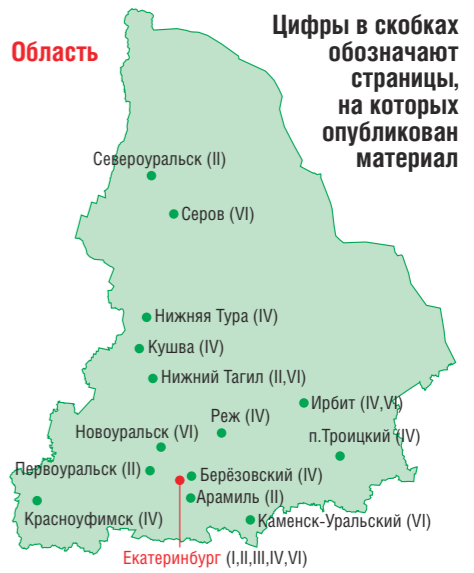 Область
Цифры в скобках
обозначают
страницы,
на которых
опубликован
материал
Североуральск (II)
Серов (VI)
Нижняя Тура (IV)
Кушва (IV)
Нижний Тагил (II,VI)
Ирбит (IV,VI)
Реж (IV)
Новоуральск (VI)
п.Троицкий (IV)
Первоуральск (II)
Берёзовский (IV)
Арамиль (II)
Красноуфимск (IV)
Каменск-Уральский (VI)
Екатеринбург (I,II,III,IV,VI)